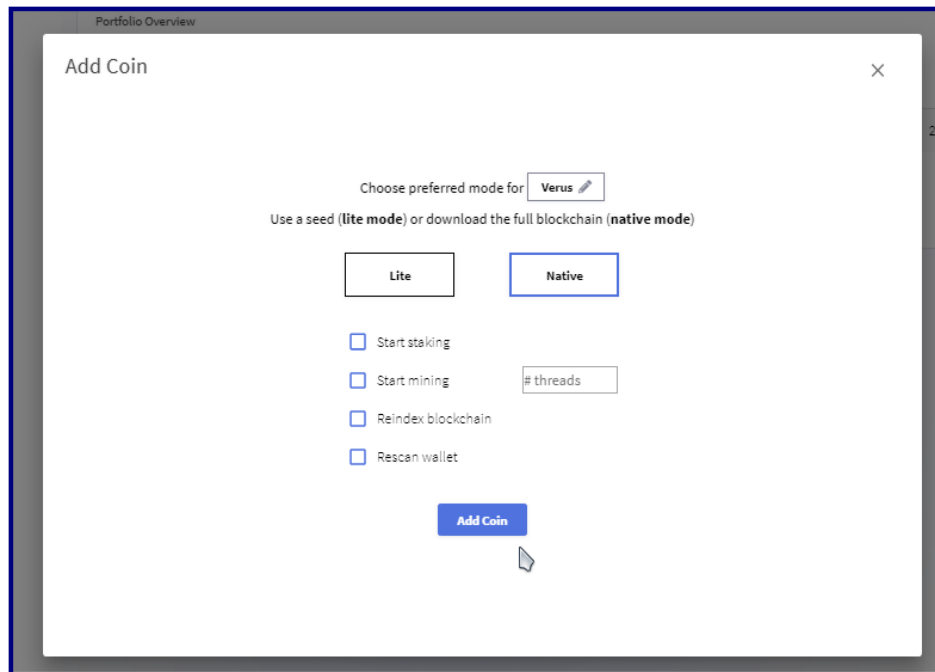 Portfolio Overview
Add Coin
2
Choose preferred mode for Verus
Use a seed (lite mode) or download the full blockchain (native mode)
Lite Native
Start staking
Start mining # threads
Reindex blockchain
Rescan wallet
Add Coin